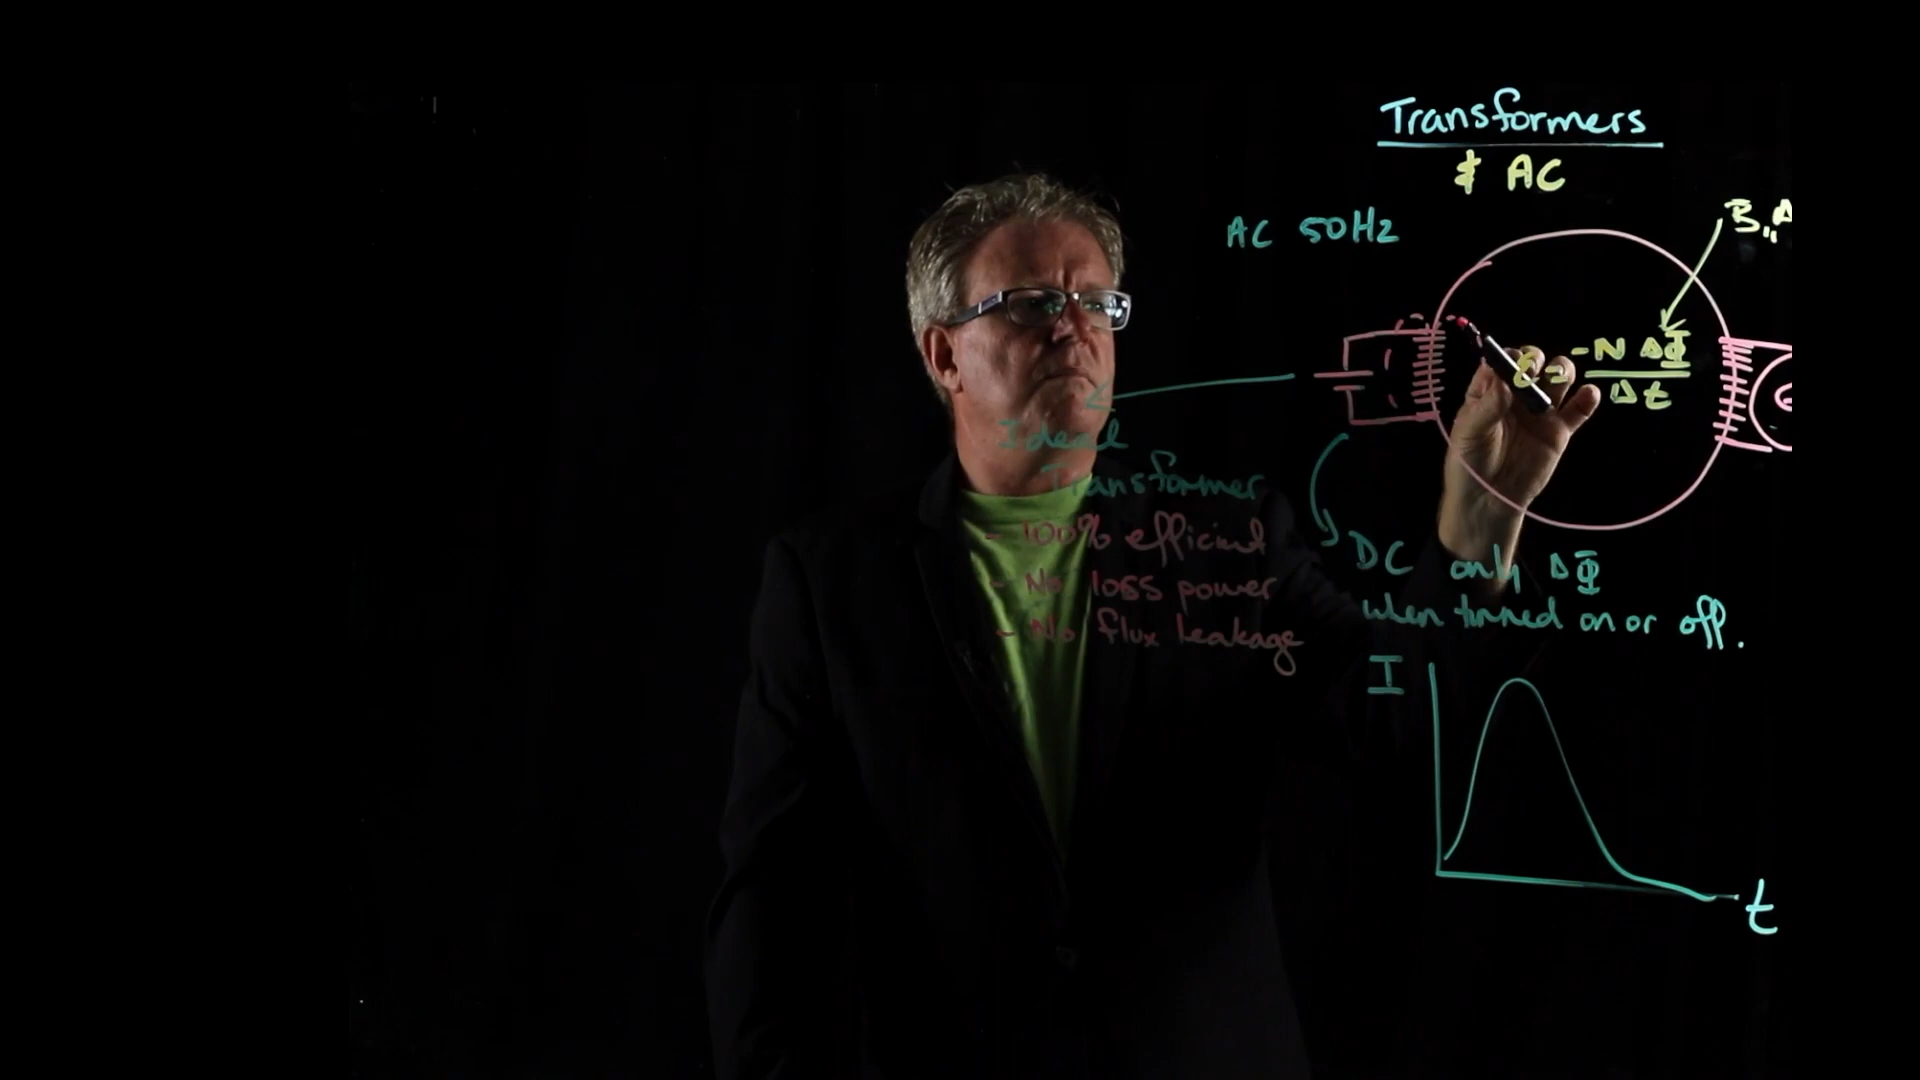 Transformers
& AC
AC 50Hz
B,, A
ε = -N ΔΦ
Δt
Ideal
Transformer
- 100% efficient
- No loss power
- No flux leakage
DC only ΔΦ
when turned on or off.
I
t